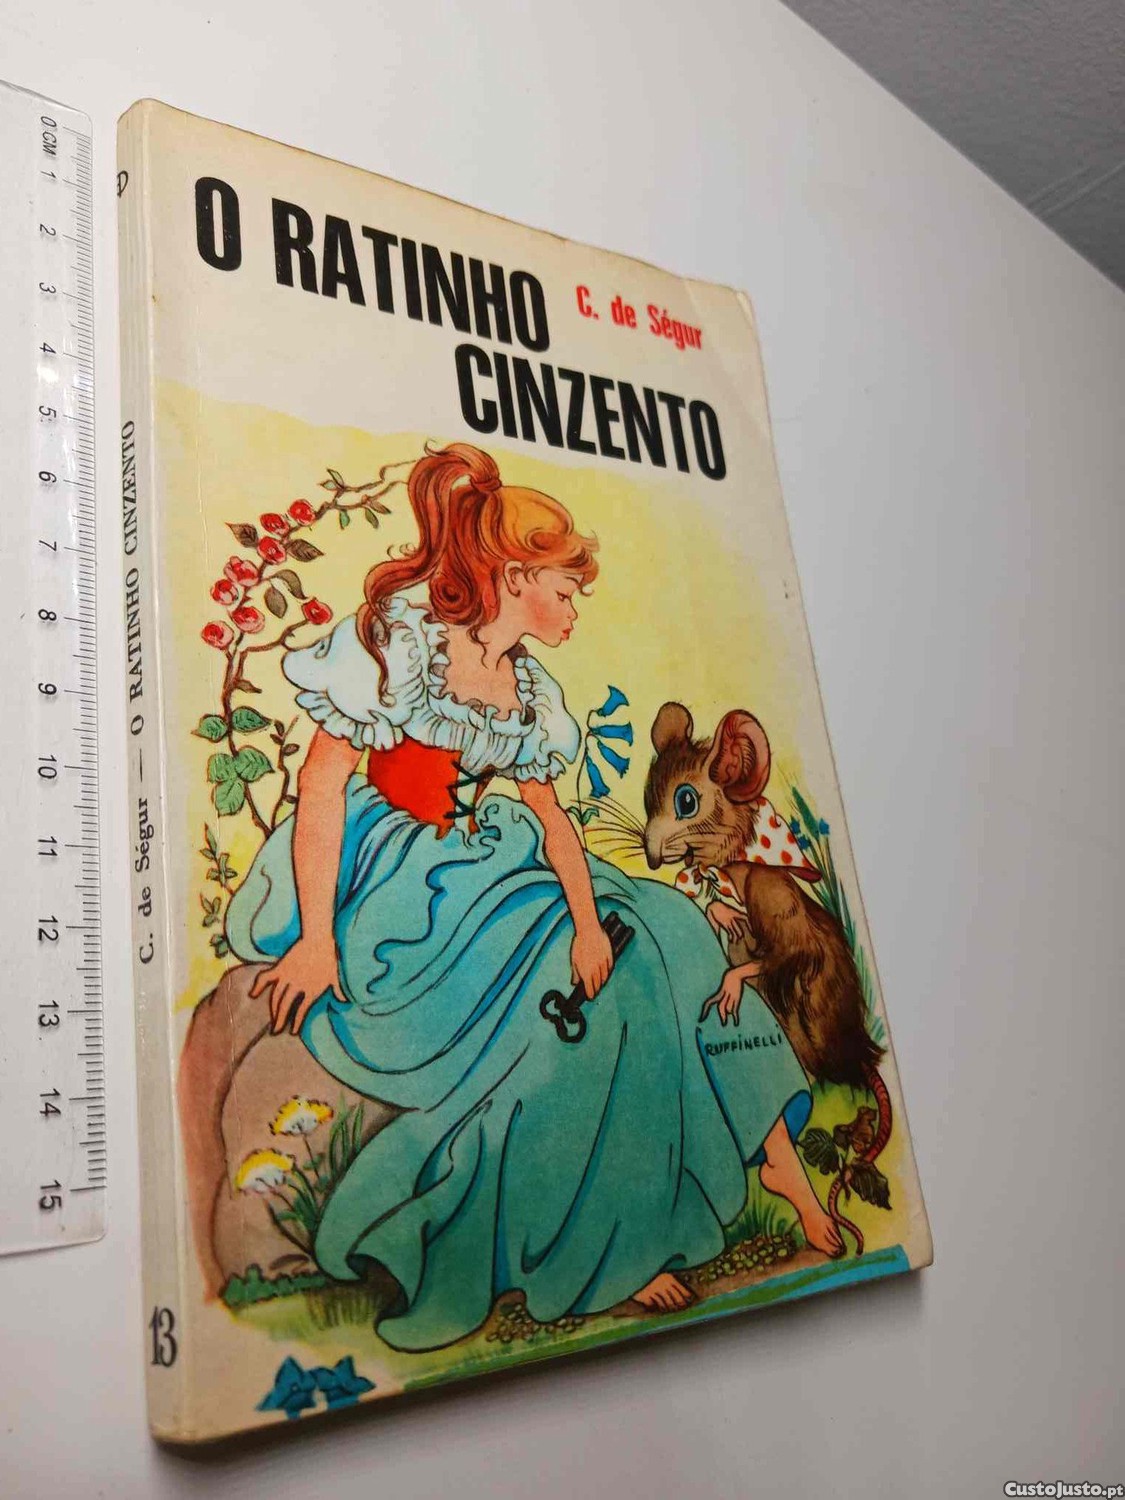 O RATINHO
CINZENTO
C. de Ségur
RUFFINELLI
C. de Ségur — O RATINHO CINZENTO
13
0 CM 1 2 3 4 5 6 7 8 9 10 11 12 13 14 15
CustoJusto.pt